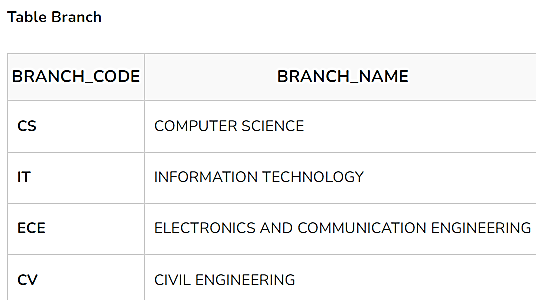 Table Branch
BRANCH_CODE BRANCH_NAME
CS COMPUTER SCIENCE
IT INFORMATION TECHNOLOGY
ECE ELECTRONICS AND COMMUNICATION ENGINEERING
CV CIVIL ENGINEERING